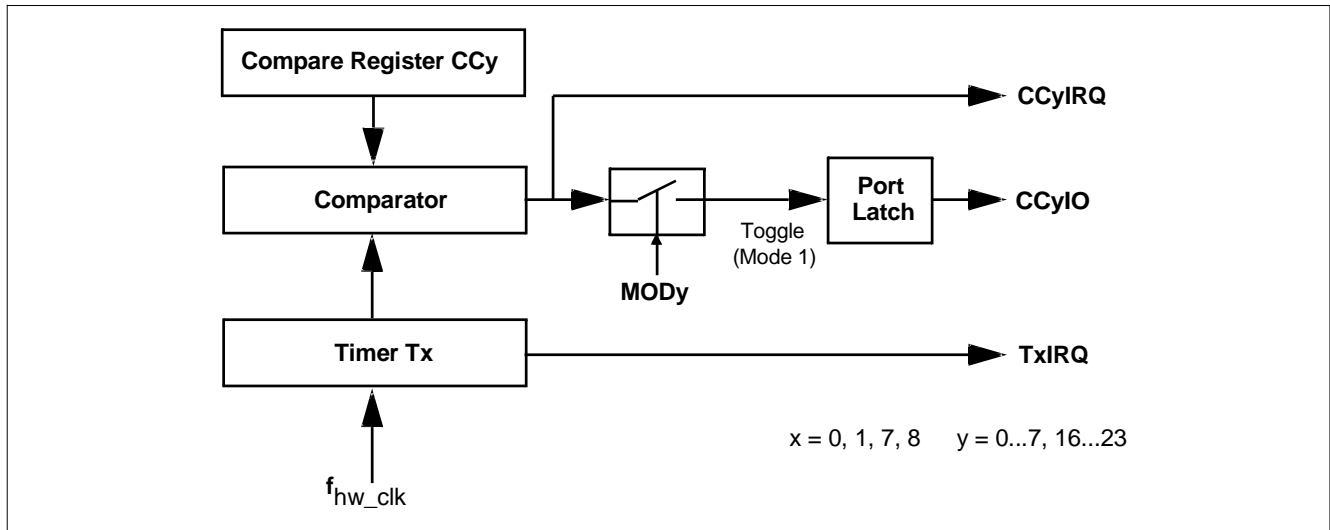 Compare Register CCy
CCyIRQ
Comparator
Port
Latch
CCyIO
Toggle
(Mode 1)
MODy
Timer Tx
TxIRQ
x = 0, 1, 7, 8 y = 0...7, 16...23
fhw_clk